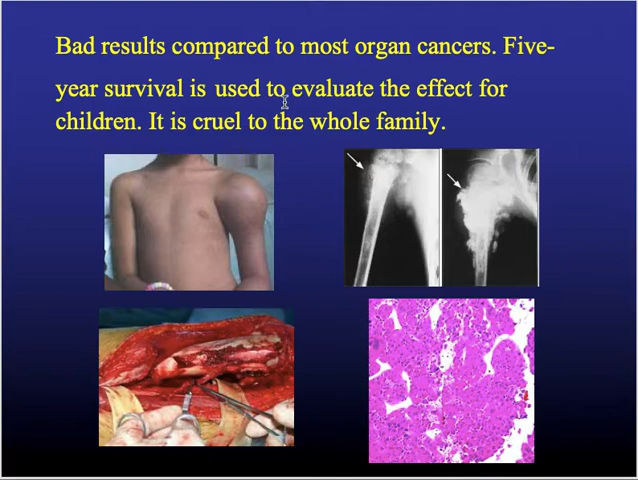 Bad results compared to most organ cancers. Five-
year survival is used to evaluate the effect for
children. It is cruel to the whole family.